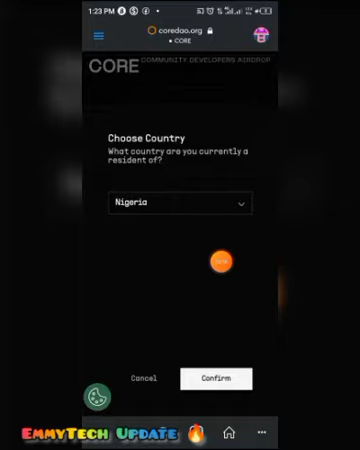 1:23 PM
coredao.org
• CORE
CORE COMMUNITY DEVELOPERS AIRDROP
Choose Country
What country are you currently a
resident of?
Nigeria
Cancel
Confirm
EmmyTech Update